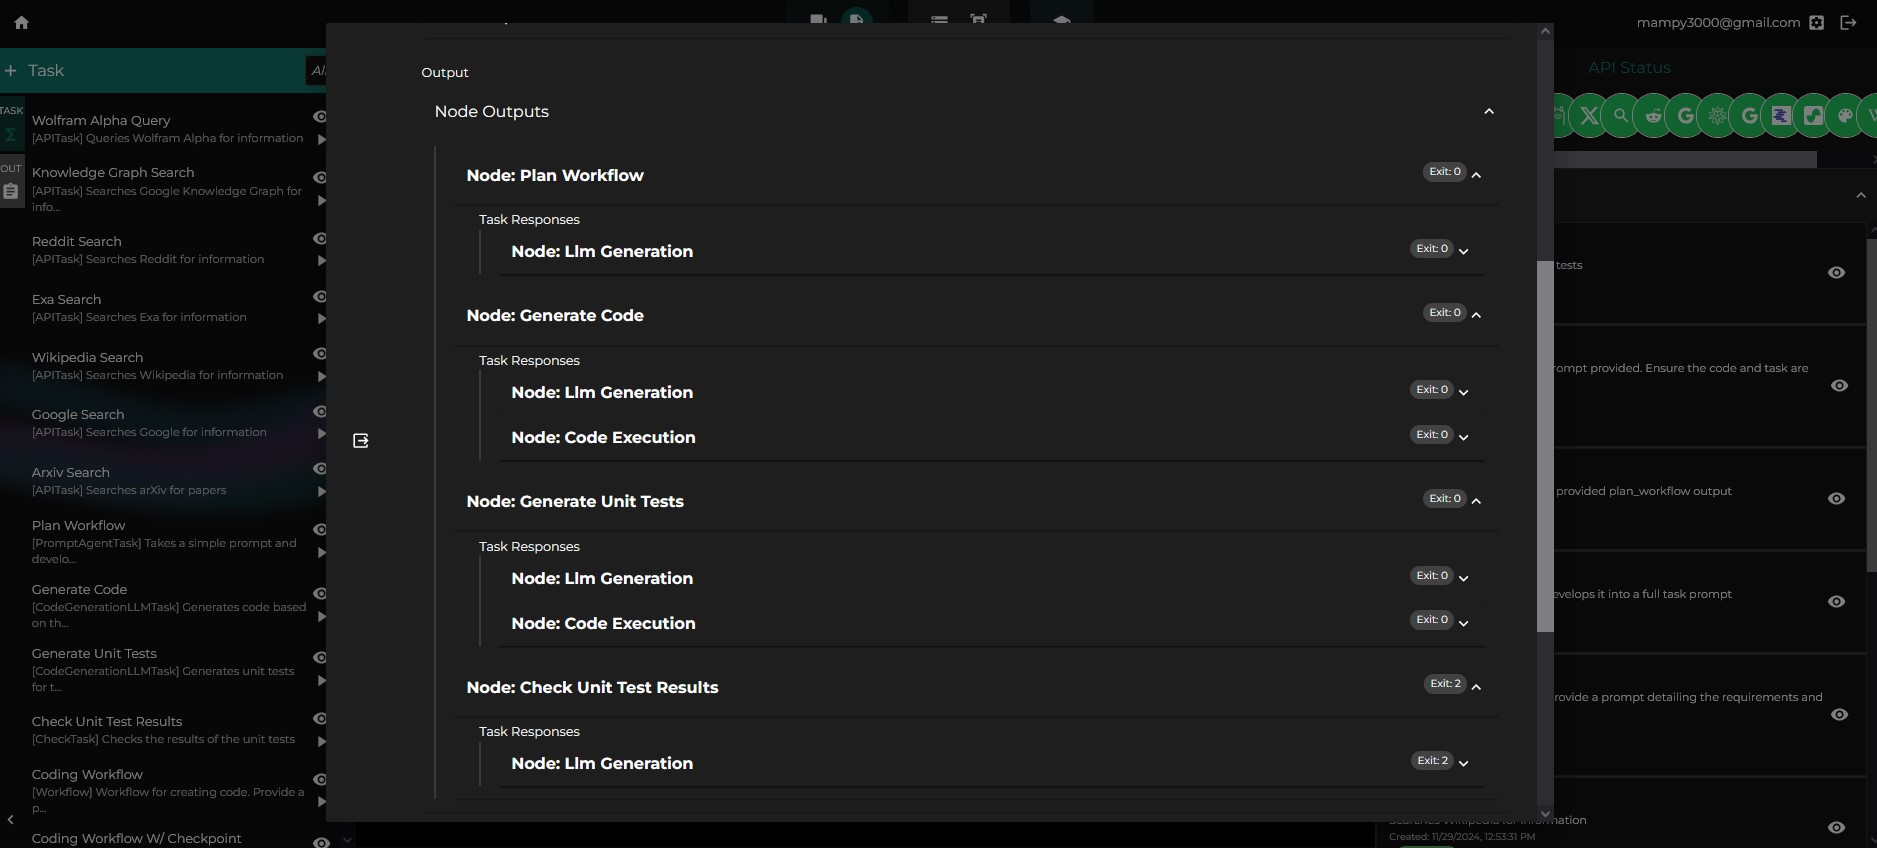 mampy3000@gmail.com
+ Task
API Status
TASK
OUT
Wolfram Alpha Query
[APITask] Queries Wolfram Alpha for information
Knowledge Graph Search
[APITask] Searches Google Knowledge Graph for
info...
Reddit Search
[APITask] Searches Reddit for information
Exa Search
[APITask] Searches Exa for information
Wikipedia Search
[APITask] Searches Wikipedia for information
Google Search
[APITask] Searches Google for information
Arxiv Search
[APITask] Searches arXiv for papers
Plan Workflow
[PromptAgentTask] Takes a simple prompt and
develo...
Generate Code
[CodeGenerationLLMTask] Generates code based
on th...
Generate Unit Tests
[CodeGenerationLLMTask] Generates unit tests
for t...
Check Unit Test Results
[CheckTask] Checks the results of the unit tests
Coding Workflow
[Workflow] Workflow for creating code. Provide a
p...
Coding Workflow W/ Checkpoint
Output
Node Outputs
Node: Plan Workflow Exit: 0
Task Responses
Node: Llm Generation Exit: 0
Node: Generate Code Exit: 0
Task Responses
Node: Llm Generation Exit: 0
Node: Code Execution Exit: 0
Node: Generate Unit Tests Exit: 0
Task Responses
Node: Llm Generation Exit: 0
Node: Code Execution Exit: 0
Node: Check Unit Test Results Exit: 2
Task Responses
Node: Llm Generation Exit: 2
tests
prompt provided. Ensure the code and task are
provided plan_workflow output
evelops it into a full task prompt
rovide a prompt detailing the requirements and
Searches Wikipedia for information
Created: 11/29/2024, 12:53:31 PM